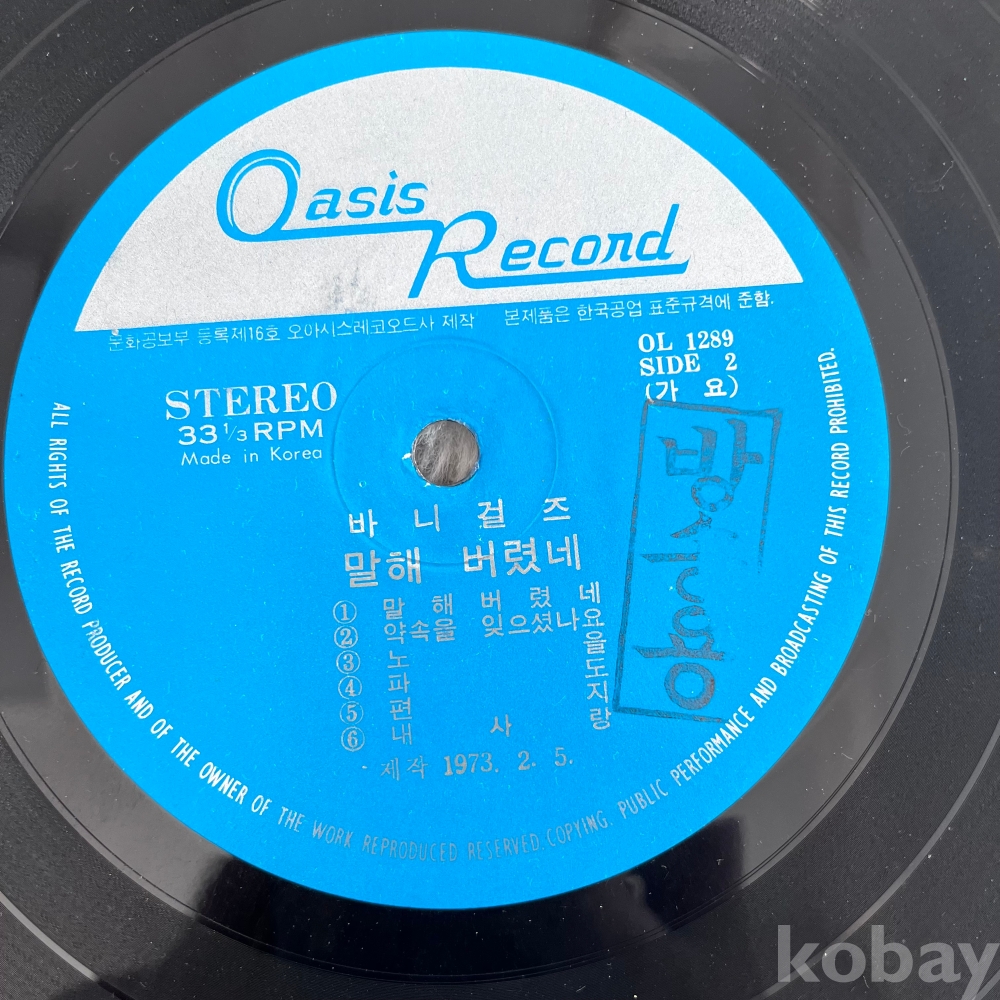 Oasis
Record
문화공보부 등록제16호 오아시스레코오드사 제작 본제품은 한국공업 표준규격에 준함.
OL 1289
SIDE 2
(가 요)
STEREO
33 1/3 RPM
Made in Korea
방송용
바 니 걸 즈
말해 버렸네
① 말 해 버 렸 네
② 약속을 잊으셨나요
③ 노 을
④ 파 도
⑤ 편 지
⑥ 내 사 랑
제작 1973. 2. 5.
ALL RIGHTS OF THE RECORD PRODUCER AND OF THE OWNER OF THE WORK REPRODUCED RESERVED. COPYING, PUBLIC PERFORMANCE AND BROADCASTING OF THIS RECORD PROHIBITED.
kobay